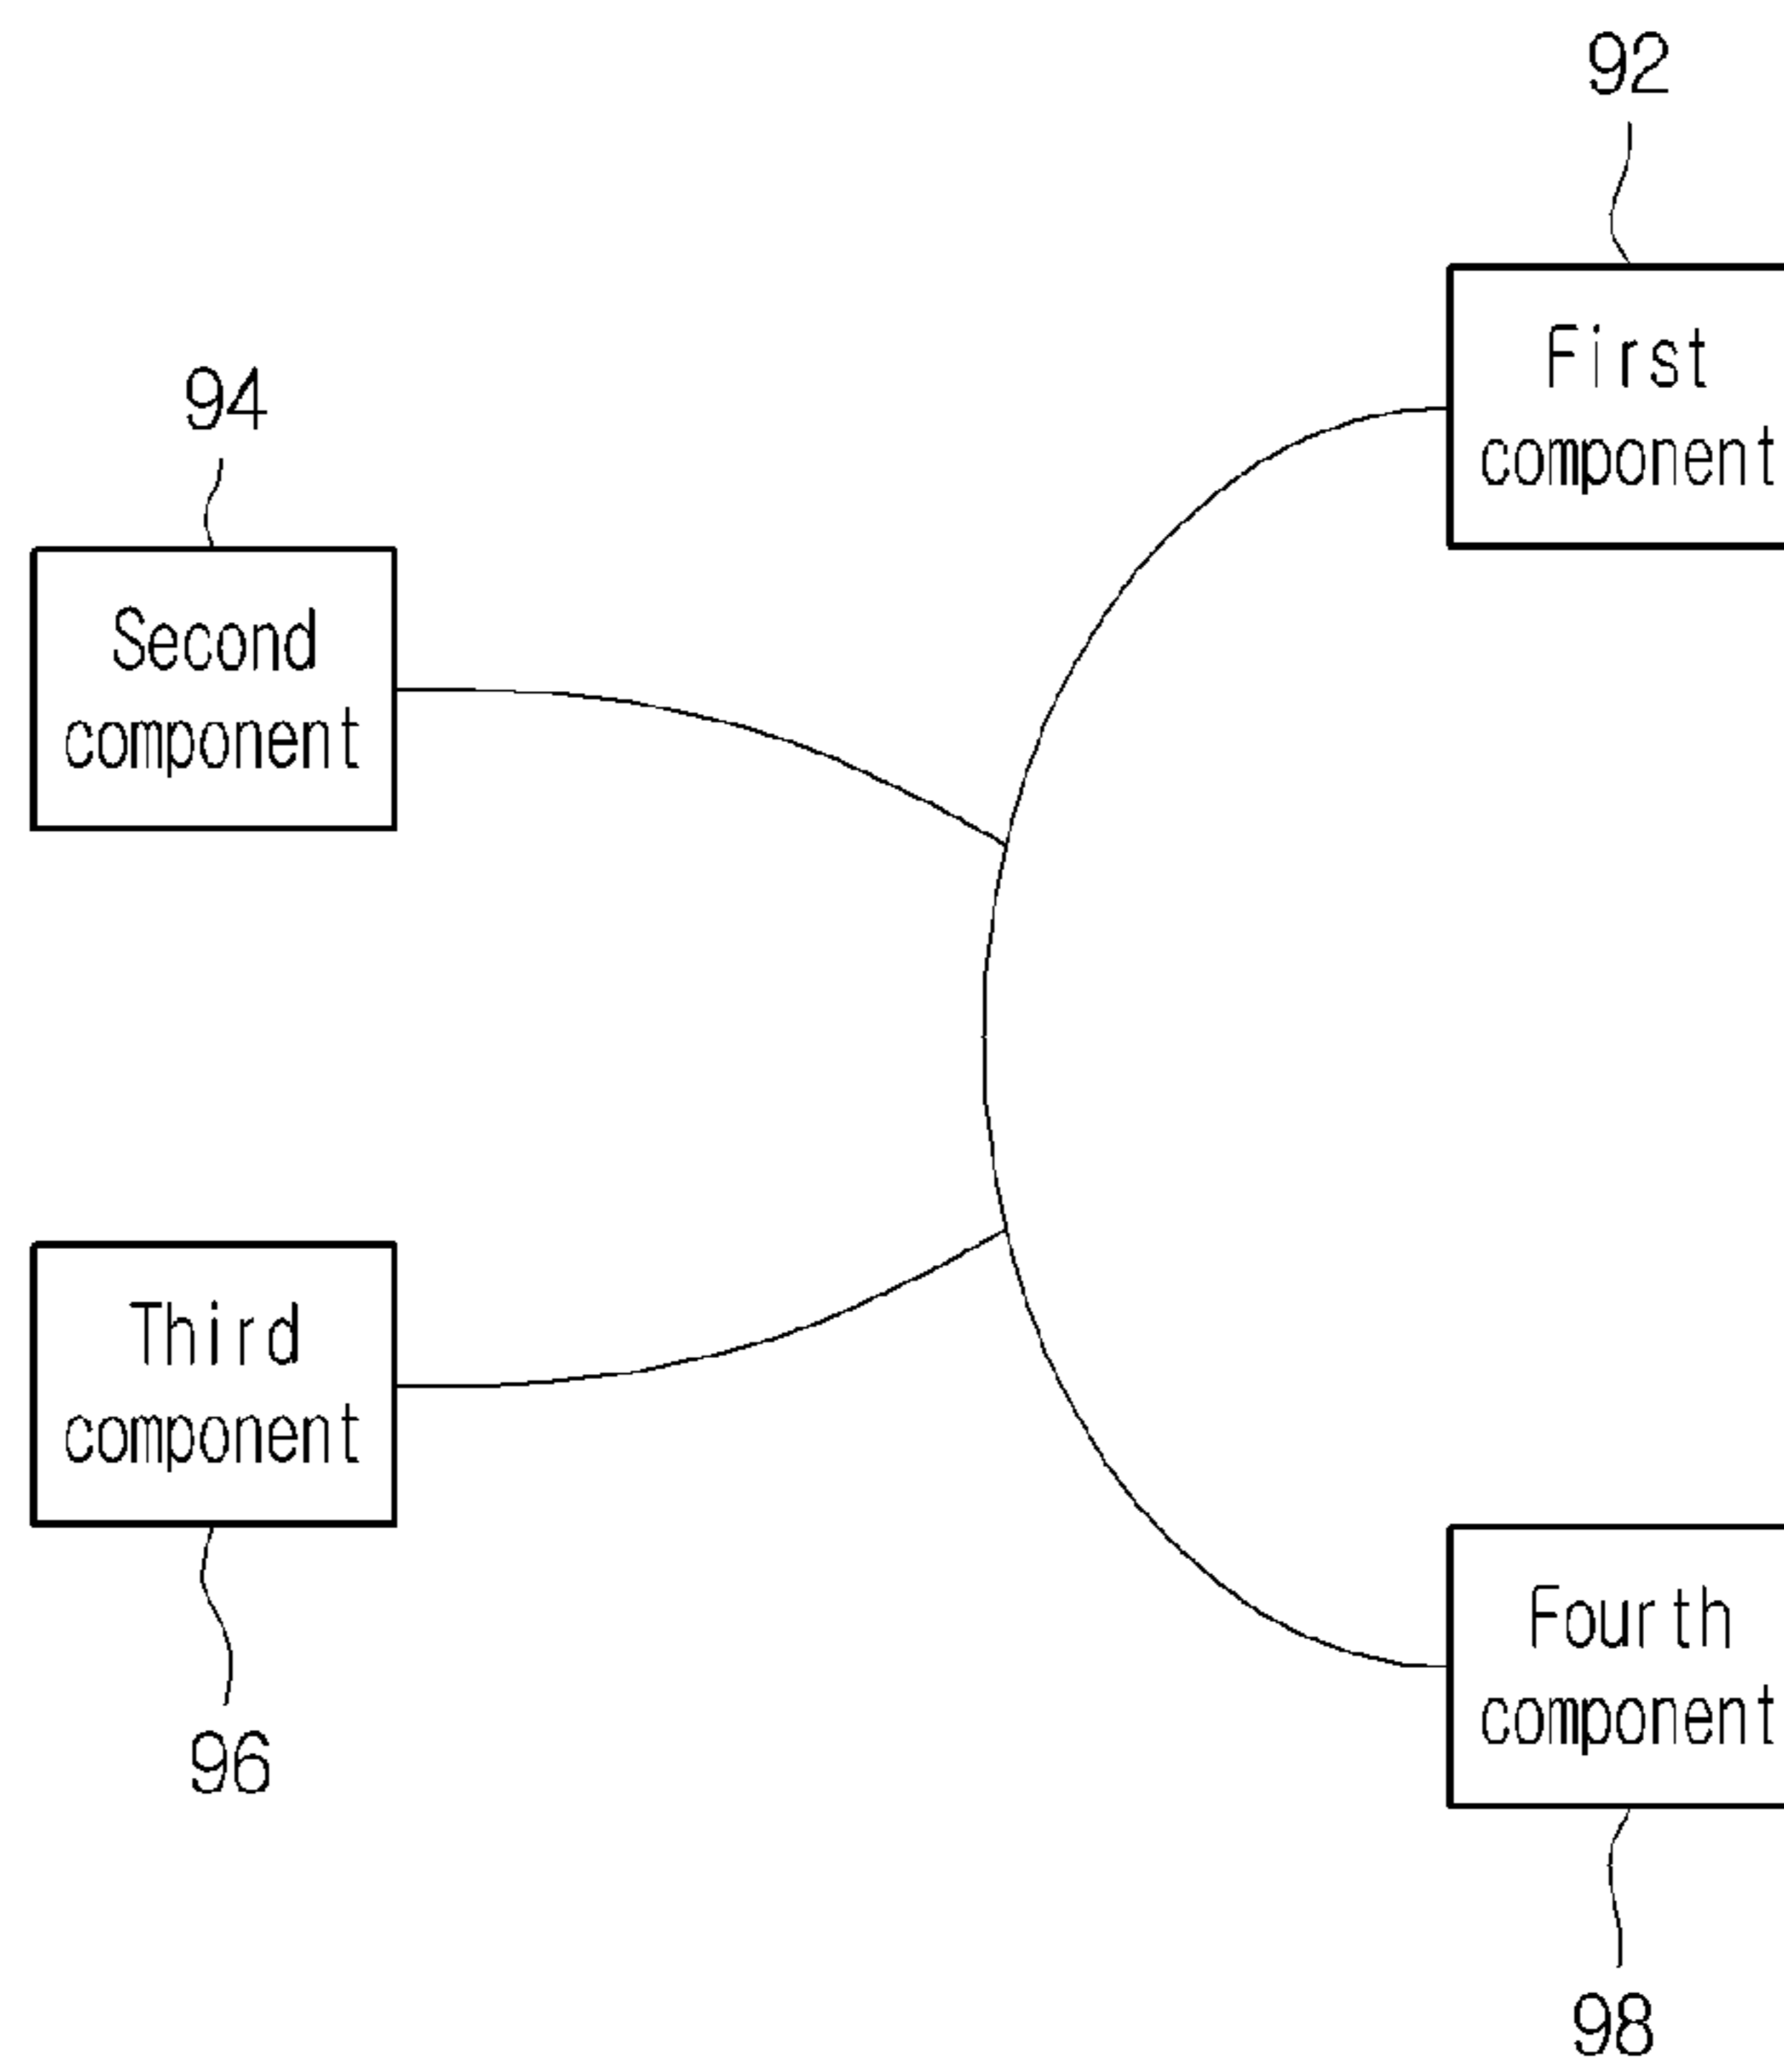 92
First
component
94
Second
component
Third
component
96
Fourth
component
98